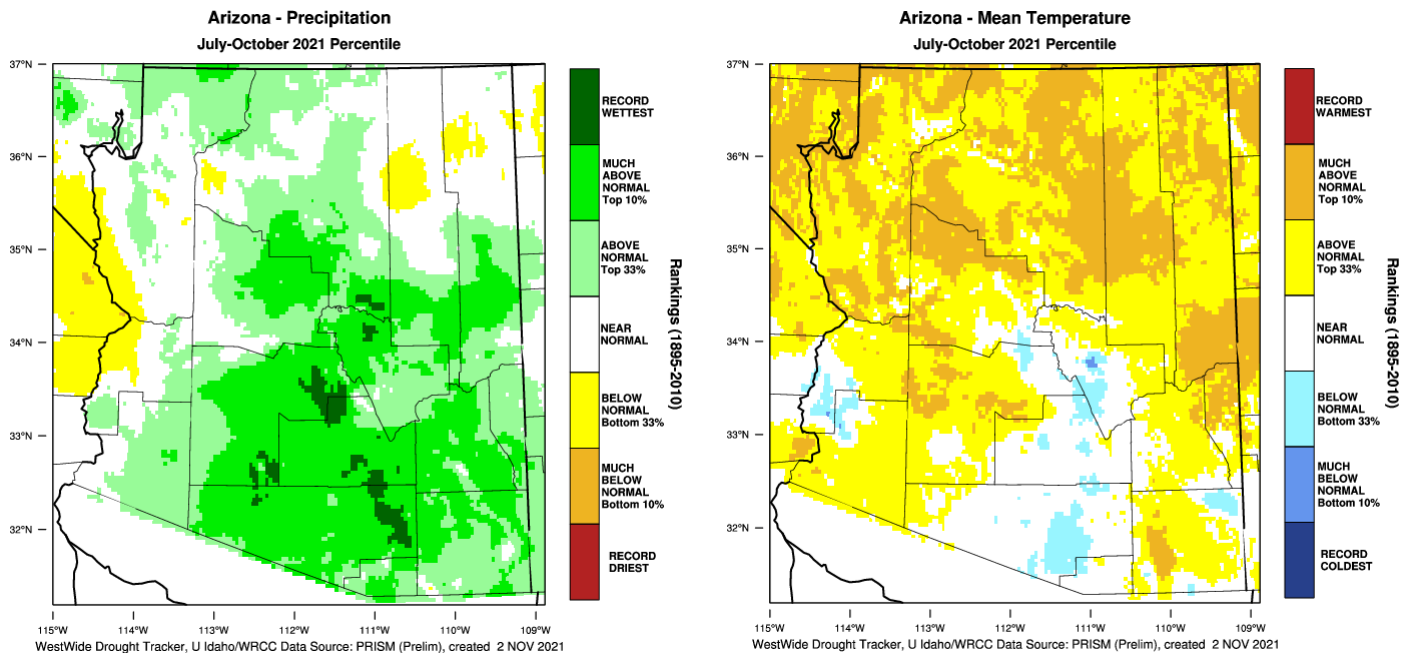 Arizona - Precipitation
July-October 2021 Percentile
37°N
36°N
35°N
34°N
33°N
32°N
115°W 114°W 113°W 112°W 111°W 110°W 109°W
RECORD
WETTEST
MUCH
ABOVE
NORMAL
Top 10%
ABOVE
NORMAL
Top 33%
NEAR
NORMAL
BELOW
NORMAL
Bottom 33%
MUCH
BELOW
NORMAL
Bottom 10%
RECORD
DRIEST
Rankings (1895-2010)
WestWide Drought Tracker, U Idaho/WRCC Data Source: PRISM (Prelim), created 2 NOV 2021
Arizona - Mean Temperature
July-October 2021 Percentile
37°N
36°N
35°N
34°N
33°N
32°N
115°W 114°W 113°W 112°W 111°W 110°W 109°W
RECORD
WARMEST
MUCH
ABOVE
NORMAL
Top 10%
ABOVE
NORMAL
Top 33%
NEAR
NORMAL
BELOW
NORMAL
Bottom 33%
MUCH
BELOW
NORMAL
Bottom 10%
RECORD
COLDEST
Rankings (1895-2010)
WestWide Drought Tracker, U Idaho/WRCC Data Source: PRISM (Prelim), created 2 NOV 2021